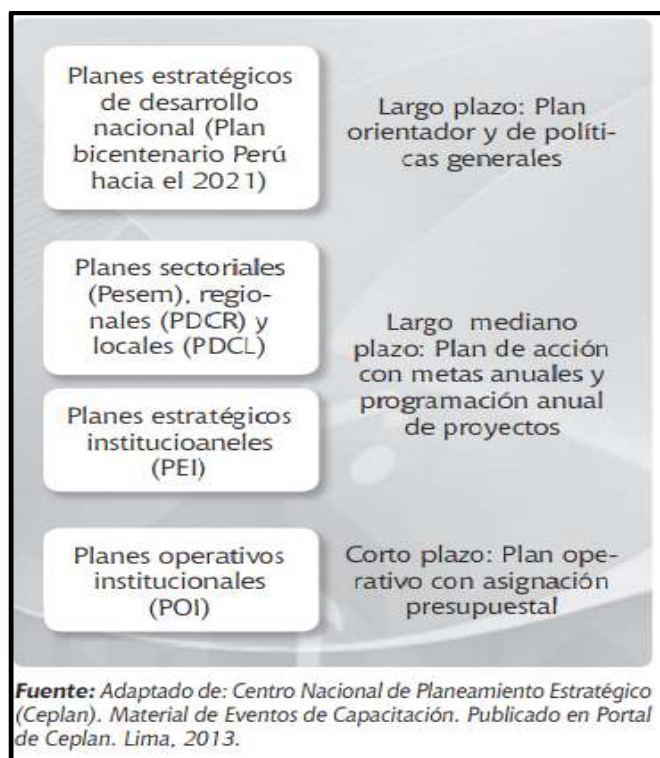 Planes estratégicos
de desarrollo
nacional (Plan
bicentenario Perú
hacia el 2021)
Largo plazo: Plan
orientador y de políti-
cas generales
Planes sectoriales
(Pesem), regio-
nales (PDCR) y
locales (PDCL)
Planes estratégicos
institucioaneles
(PEI)
Largo mediano
plazo: Plan de acción
con metas anuales y
programación anual
de proyectos
Planes operativos
institucionales
(POI)
Corto plazo: Plan ope-
rativo con asignación
presupuestal
Fuente: Adaptado de: Centro Nacional de Planeamiento Estratégico
(Ceplan). Material de Eventos de Capacitación. Publicado en Portal
de Ceplan. Lima, 2013.